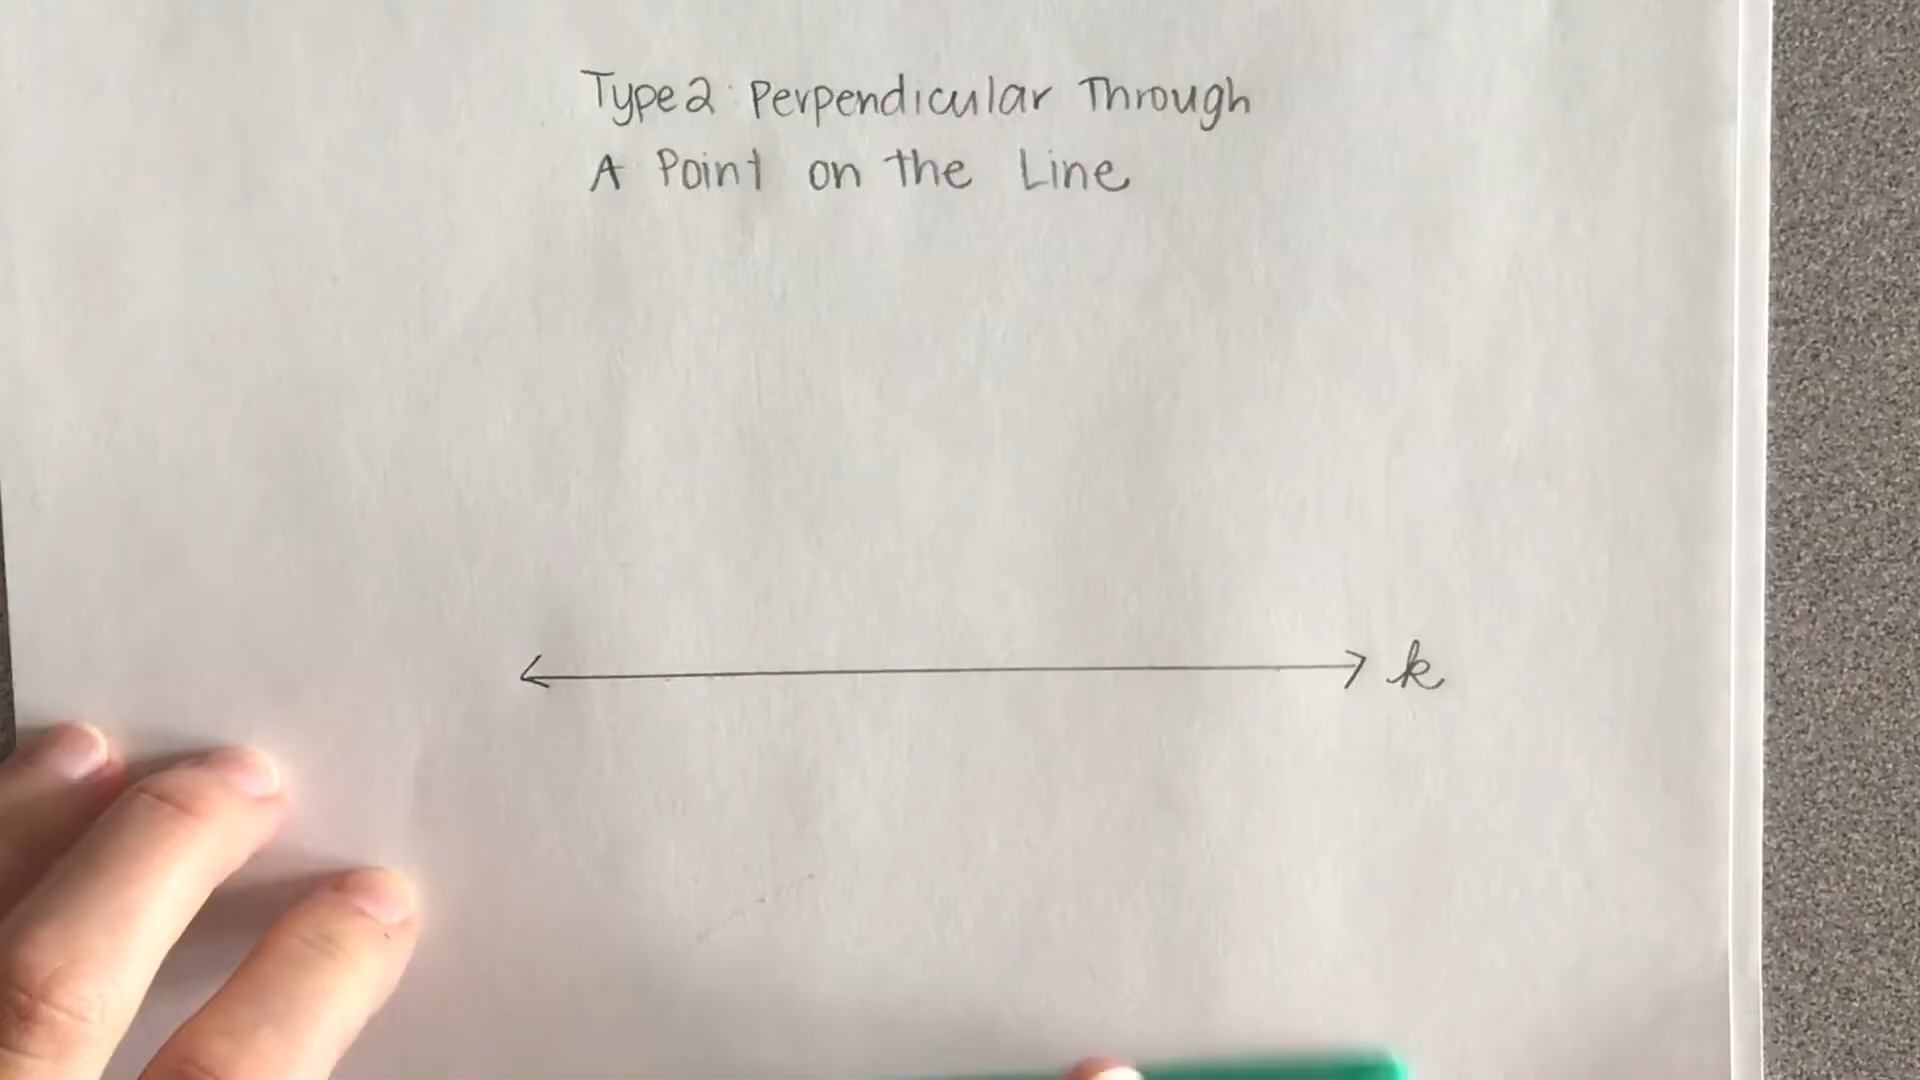 Type 2: Perpendicular Through
A Point on the Line
k